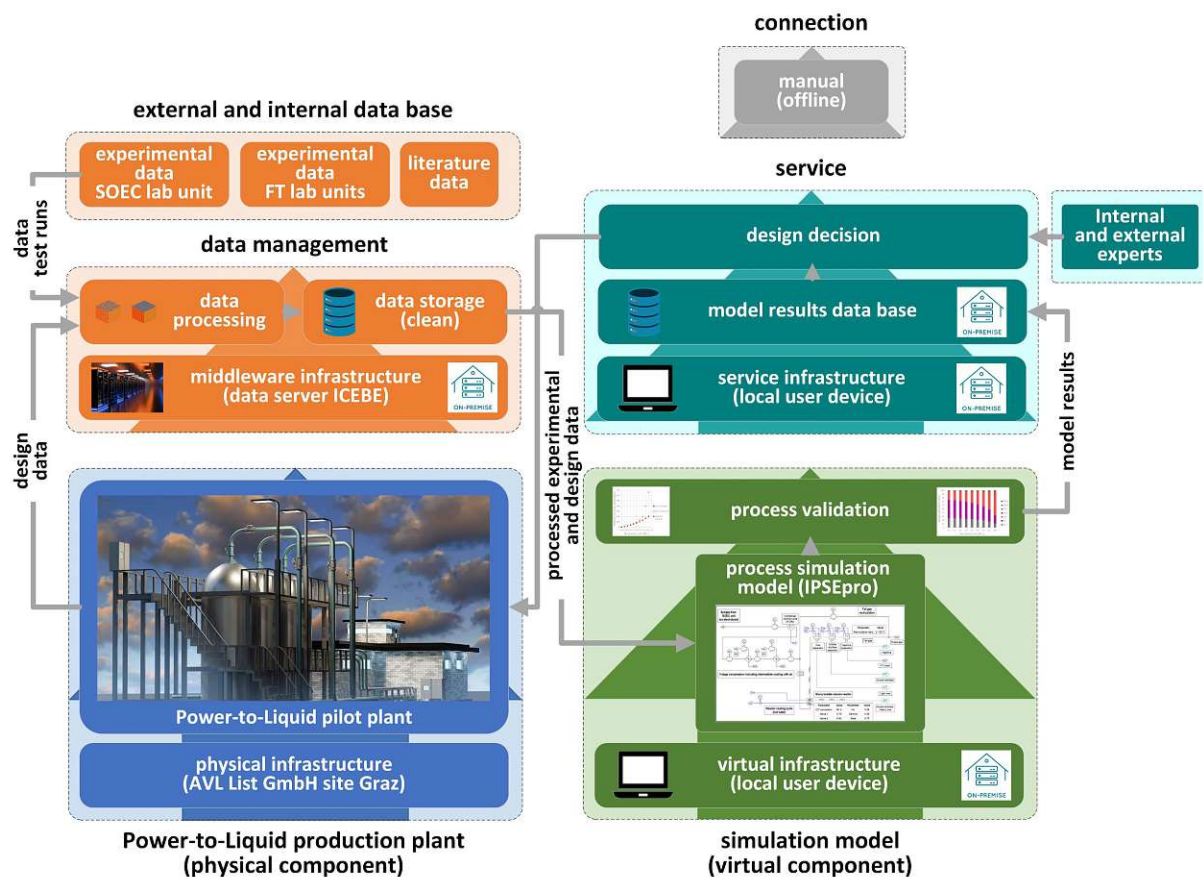 connection
manual
(offline)
external and internal data base
experimental
data
SOEC lab unit
experimental
data
FT lab units
literature
data
data
test runs
service
design decision
Internal
and external
experts
data management
data
processing
data storage
(clean)
model results data base
ON-PREMISE
middleware infrastructure
(data server ICEBE)
ON-PREMISE
service infrastructure
(local user device)
ON-PREMISE
design
data
processed experimental
and design data
model results
process validation
process simulation
model (IPSEpro)
Power-to-Liquid pilot plant
physical infrastructure
(AVL List GmbH site Graz)
virtual infrastructure
(local user device)
ON-PREMISE
Power-to-Liquid production plant
(physical component)
simulation model
(virtual component)